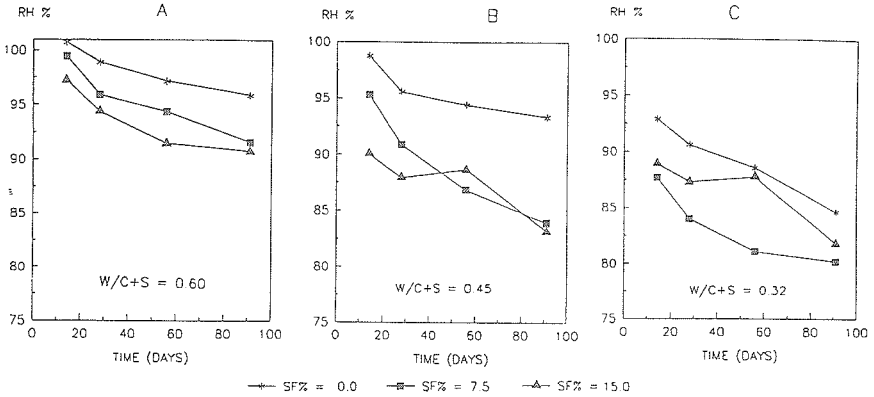 RH %
A
100
95
90
85
80
75
0
20
40
60
80
100
TIME (DAYS)
W/C+S = 0.60
RH %
B
100
95
90
85
80
75
0
20
40
60
80
100
TIME (DAYS)
W/C+S = 0.45
RH %
C
100
95
90
85
80
75
0
20
40
60
80
100
TIME (DAYS)
W/C+S = 0.32
SF% = 0.0
SF% = 7.5
SF% = 15.0